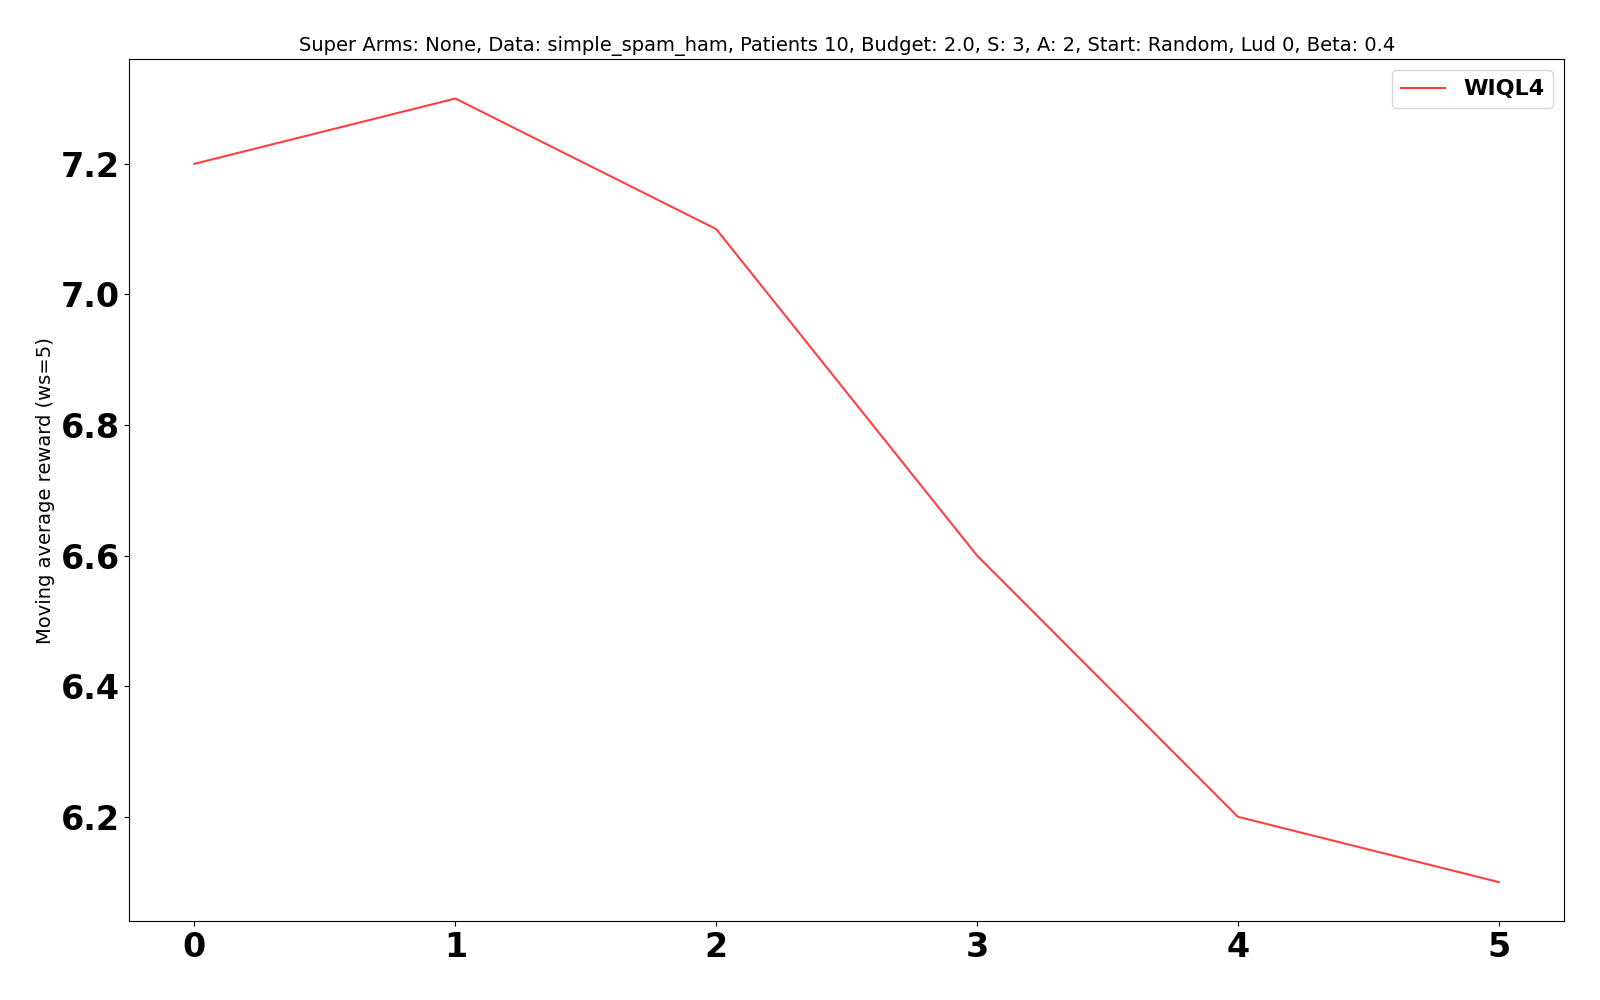 Super Arms: None, Data: simple_spam_ham, Patients 10, Budget: 2.0, S: 3, A: 2, Start: Random, Lud 0, Beta: 0.4
WIQL4
7.2
7.0
6.8
6.6
6.4
6.2
Moving average reward (ws=5)
0 1 2 3 4 5